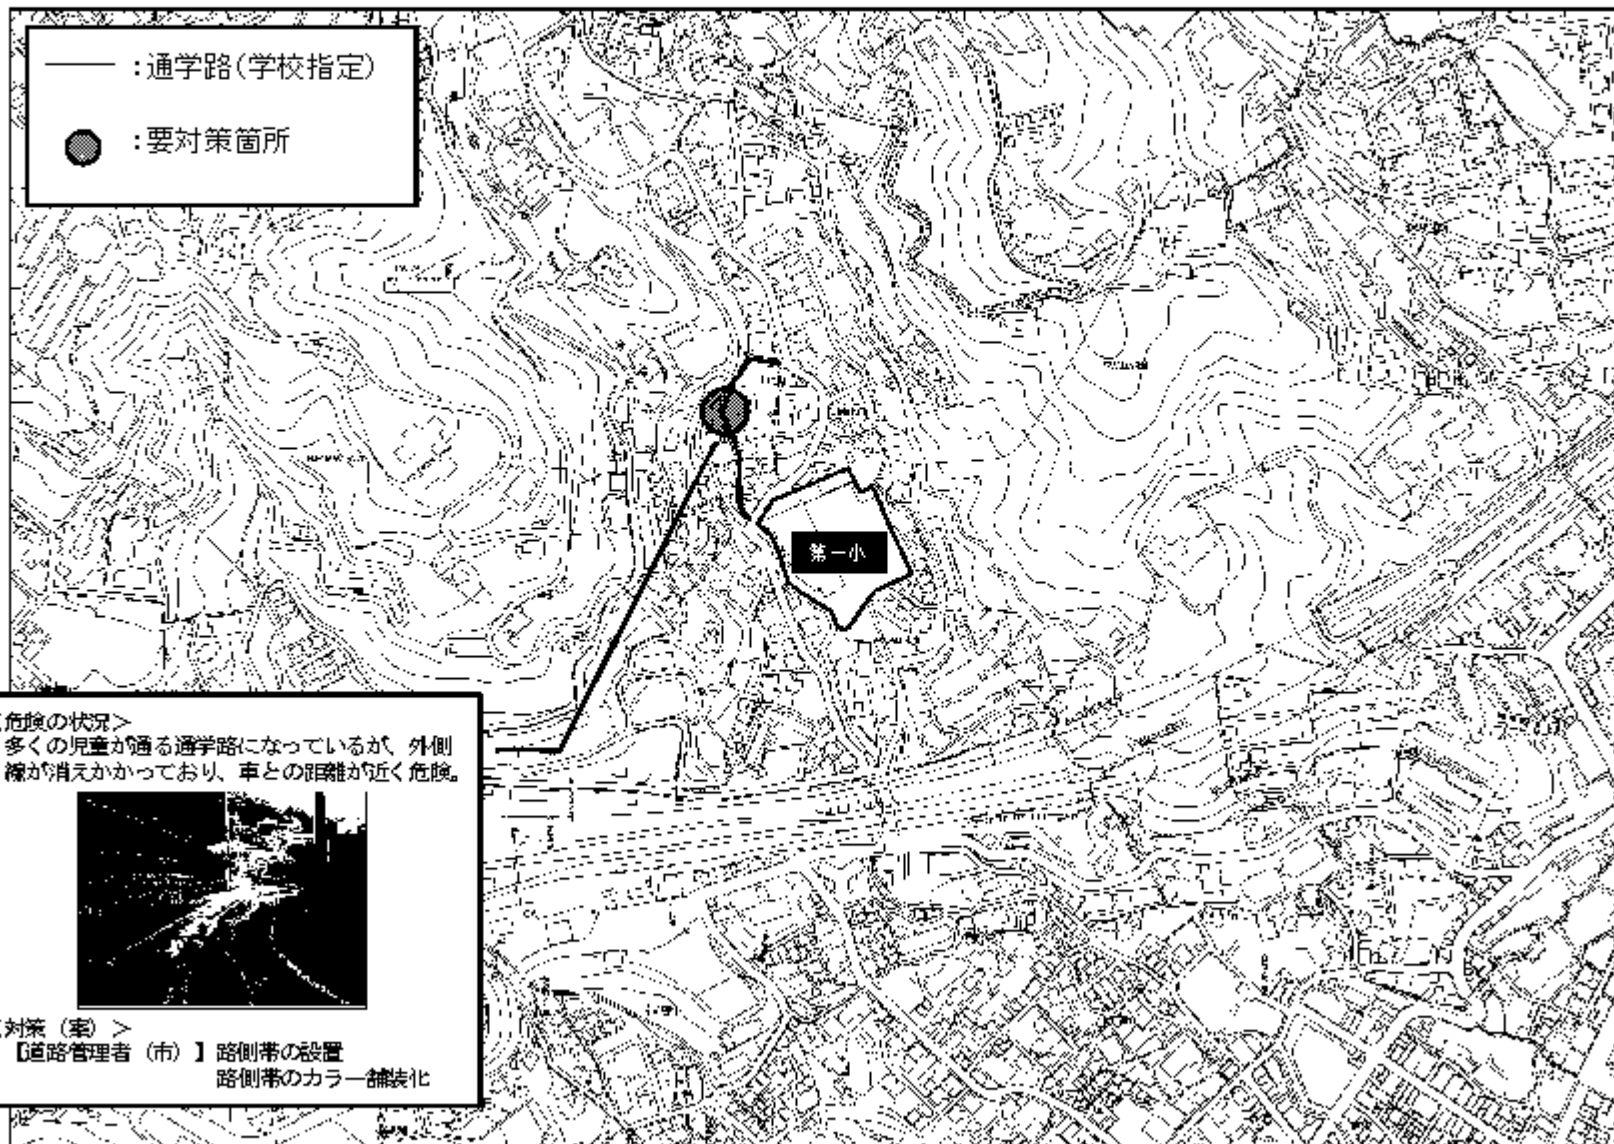 ：通学路(学校指定)
：要対策箇所
第一小
危険の状況＞
多くの児童が通る通学路になっているが、外側
線が消えかかっており、車との距離が近く危険。
対策（案）＞
【道路管理者（市）】路側帯の設置
路側帯のカラー舗装化